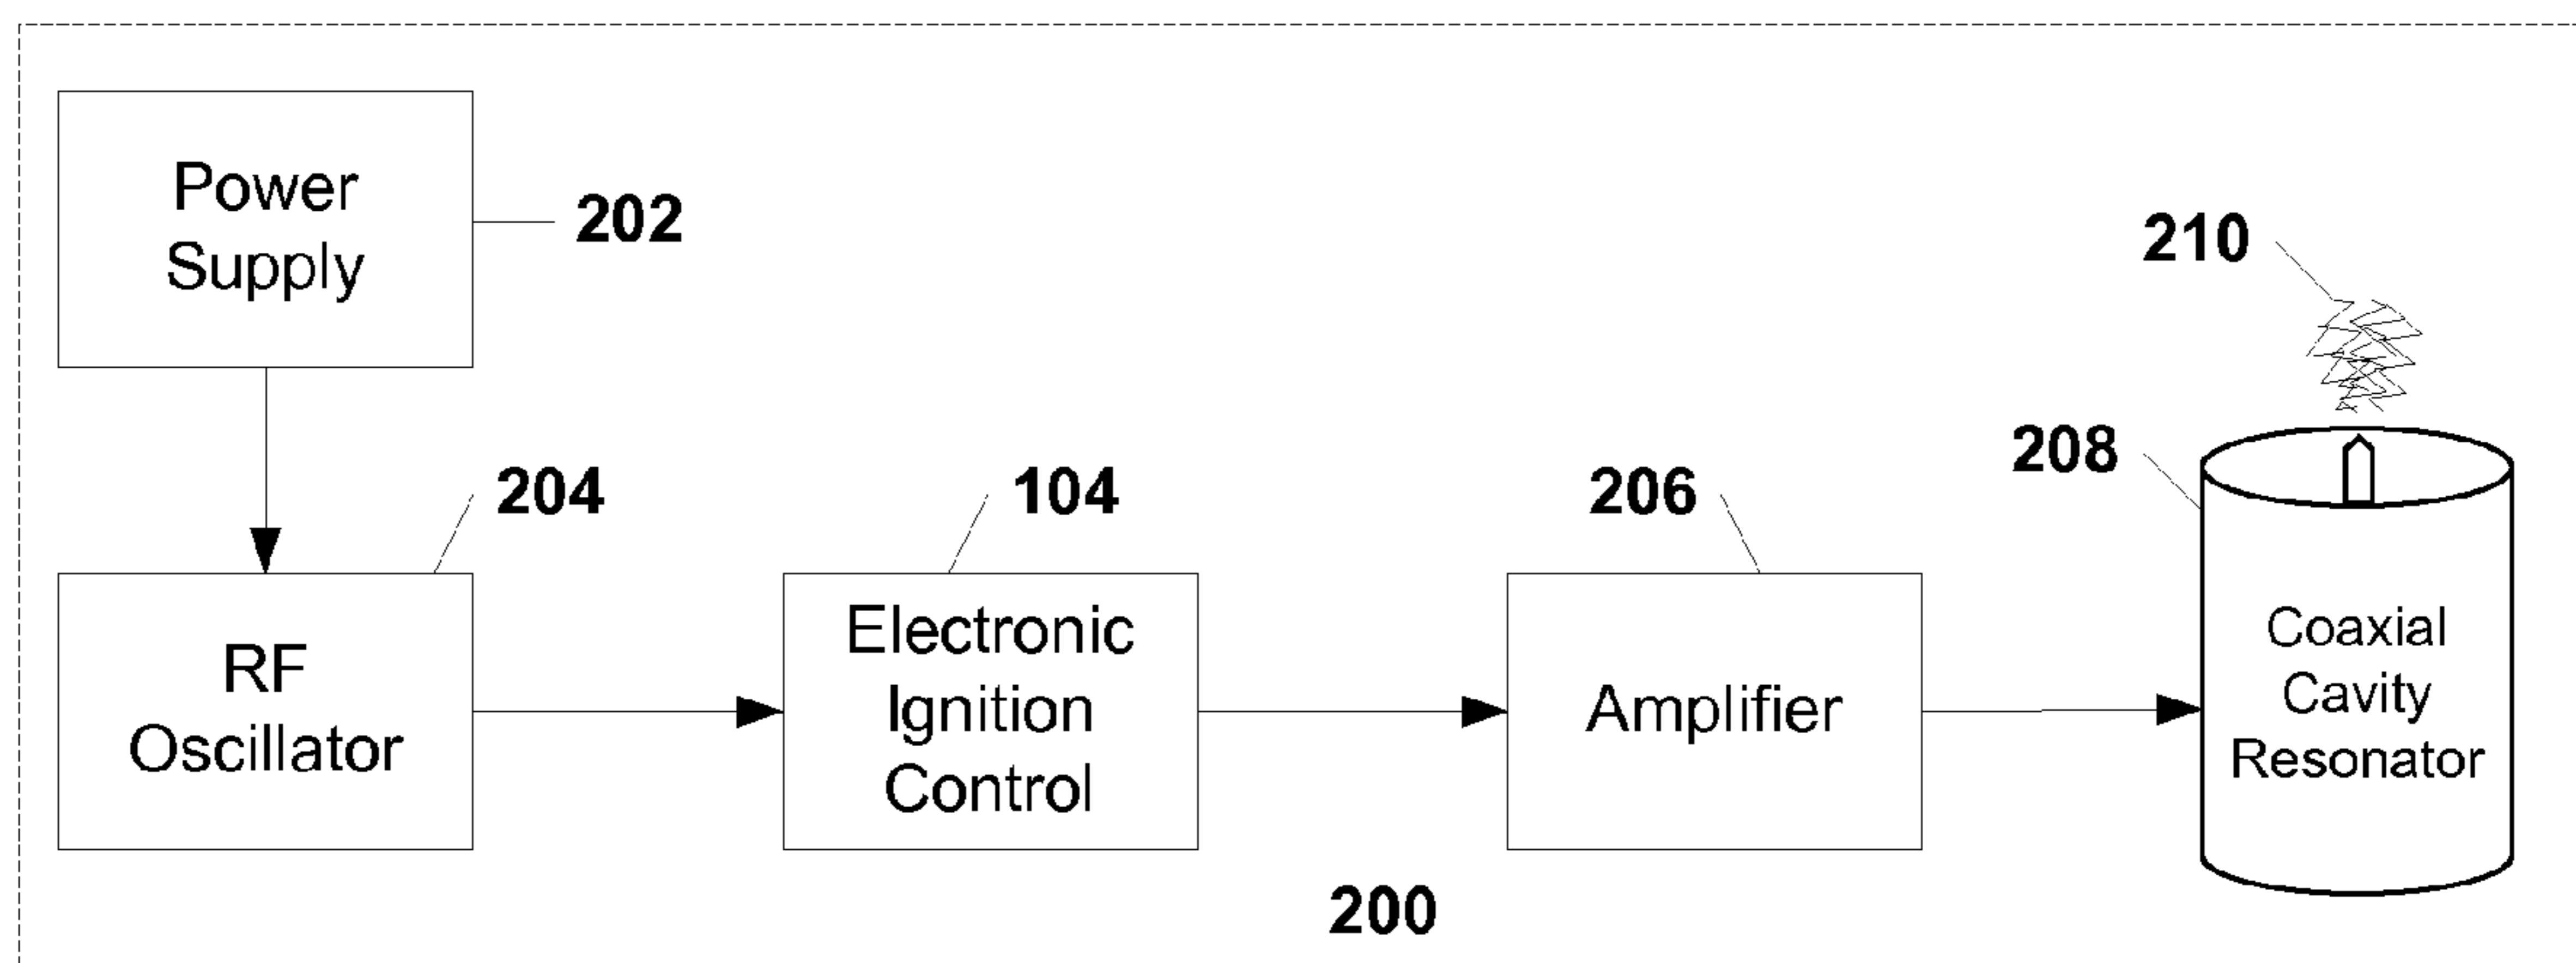 Power
Supply
202
210
204
104
206
208
RF
Oscillator
Electronic
Ignition
Control
Amplifier
Coaxial
Cavity
Resonator
200